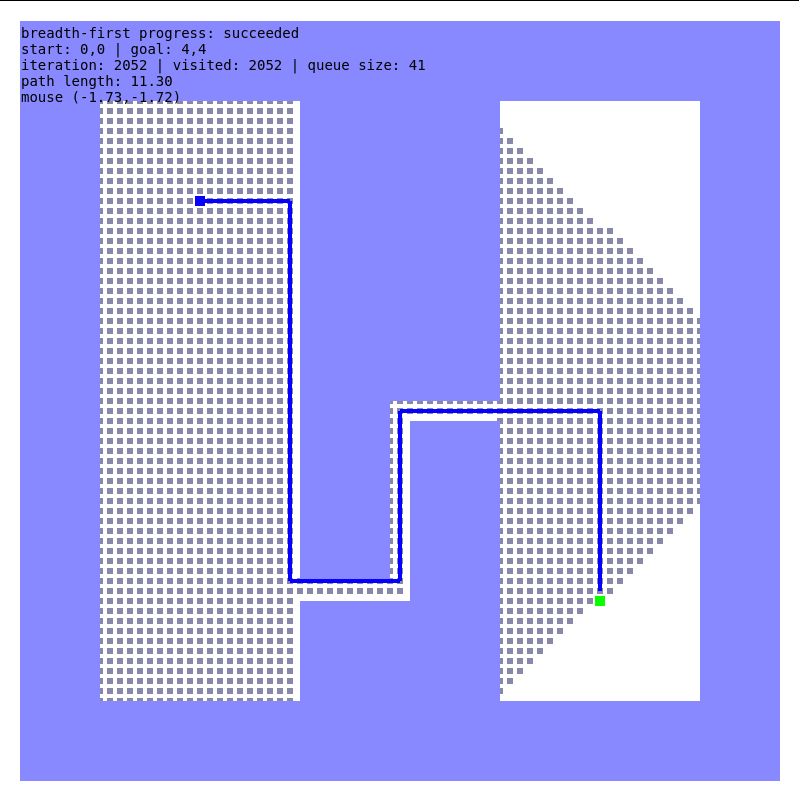 breadth-first progress: succeeded
start: 0,0 | goal: 4,4
iteration: 2052 | visited: 2052 | queue size: 41
path length: 11.30
mouse (-1.73,-1.72)